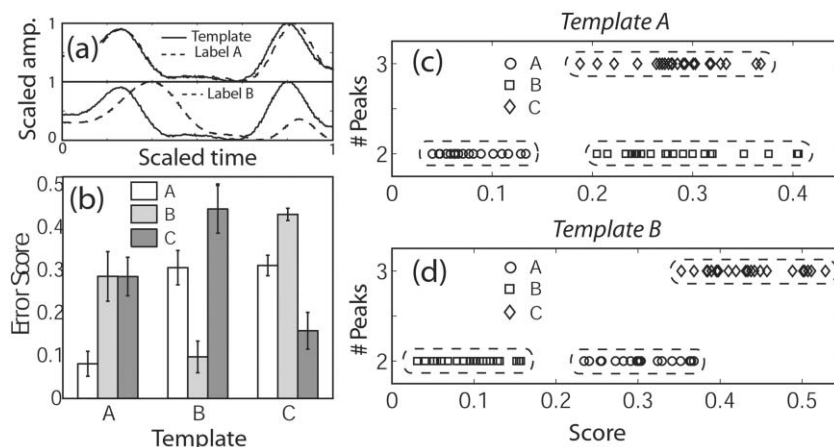 (a)
Template
Label A
Label B
Scaled amp.
1
1
0
0
1
Scaled time
(b)
A
B
C
Error Score
0.5
0.4
0.3
0.2
0.1
0
A
B
C
Template
Template A
(c)
A
B
C
# Peaks
3
2
0
0.1
0.2
0.3
0.4
Template B
(d)
A
B
C
# Peaks
3
2
0
0.1
0.2
0.3
0.4
0.5
Score